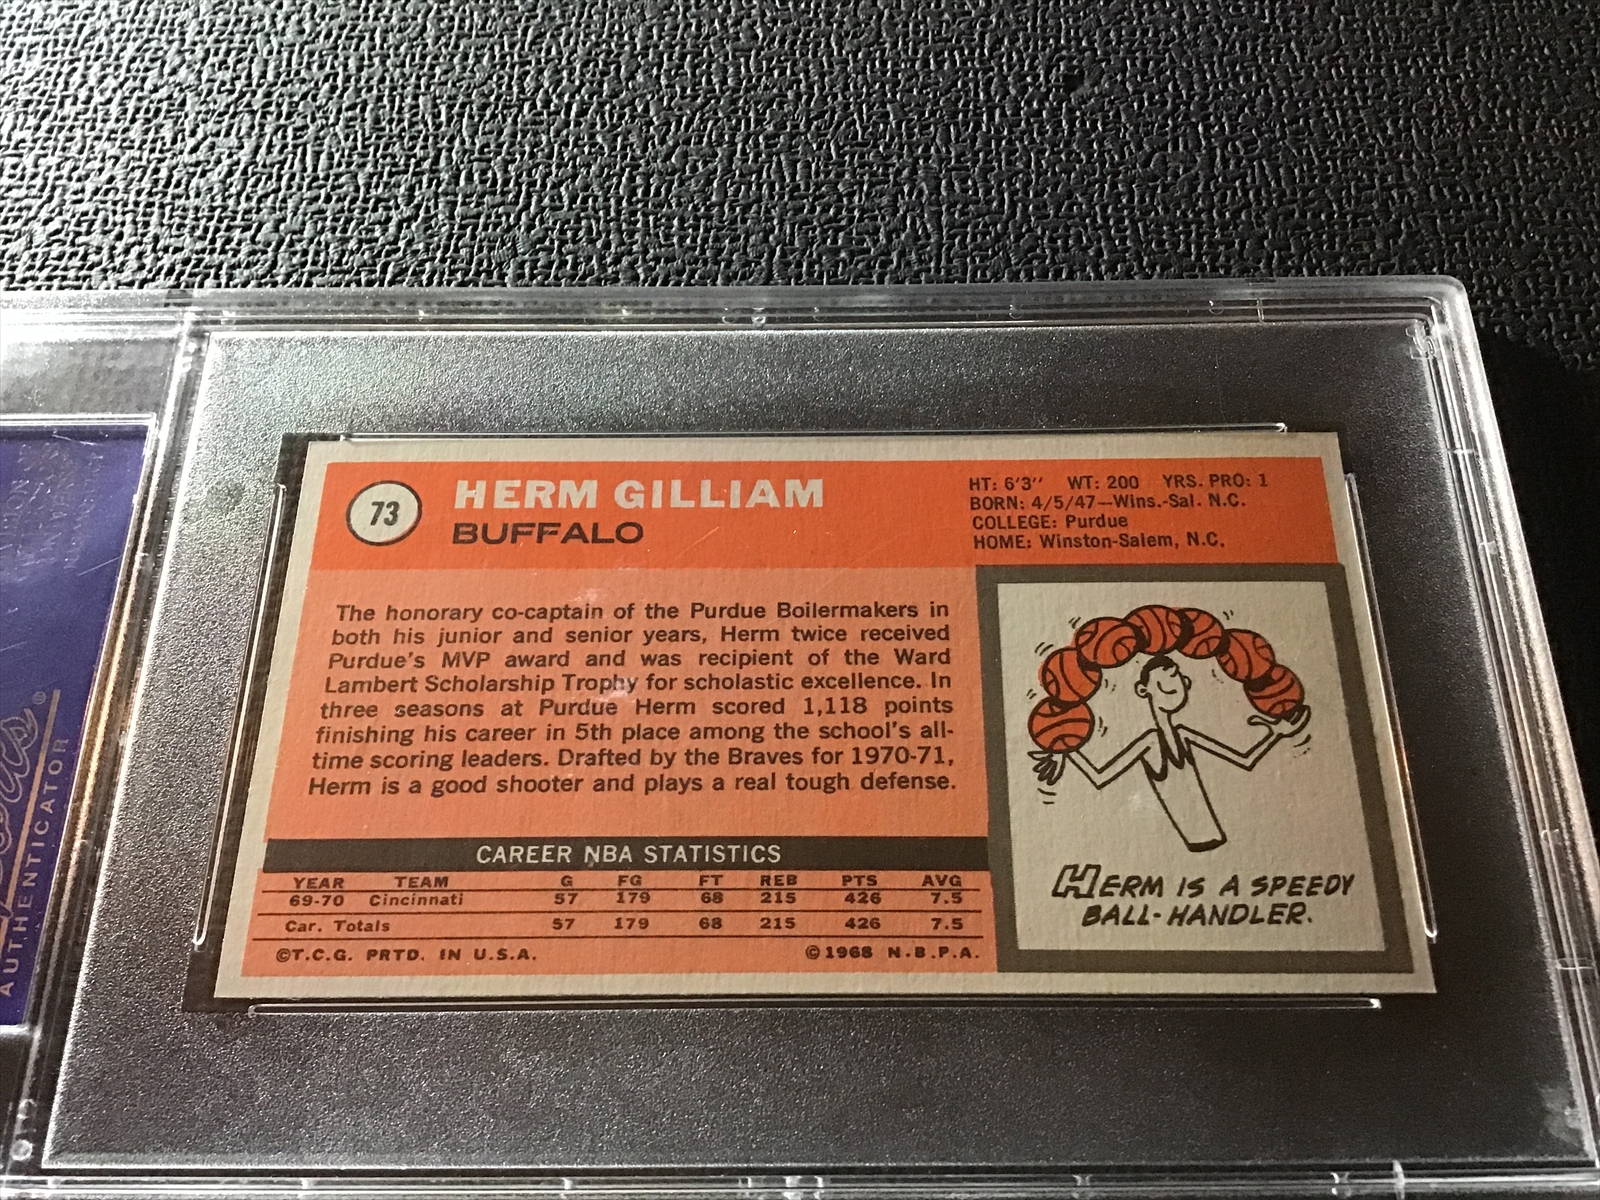 73
HERM GILLIAM
BUFFALO
HT: 6'3'' WT: 200 YRS. PRO: 1
BORN: 4/5/47—Wins.-Sal. N.C.
COLLEGE: Purdue
HOME: Winston-Salem, N.C.
The honorary co-captain of the Purdue Boilermakers in
both his junior and senior years, Herm twice received
Purdue's MVP award and was recipient of the Ward
Lambert Scholarship Trophy for scholastic excellence. In
three seasons at Purdue Herm scored 1,118 points
finishing his career in 5th place among the school's all-
time scoring leaders. Drafted by the Braves for 1970-71,
Herm is a good shooter and plays a real tough defense.
CAREER NBA STATISTICS
YEAR TEAM G FG FT REB PTS AVG
69-70 Cincinnati 57 179 68 215 426 7.5
Car. Totals 57 179 68 215 426 7.5
©T.C.G. PRTD. IN U.S.A. ©1968 N.B.P.A.
HERM IS A SPEEDY
BALL-HANDLER.
AUTHENTICATOR